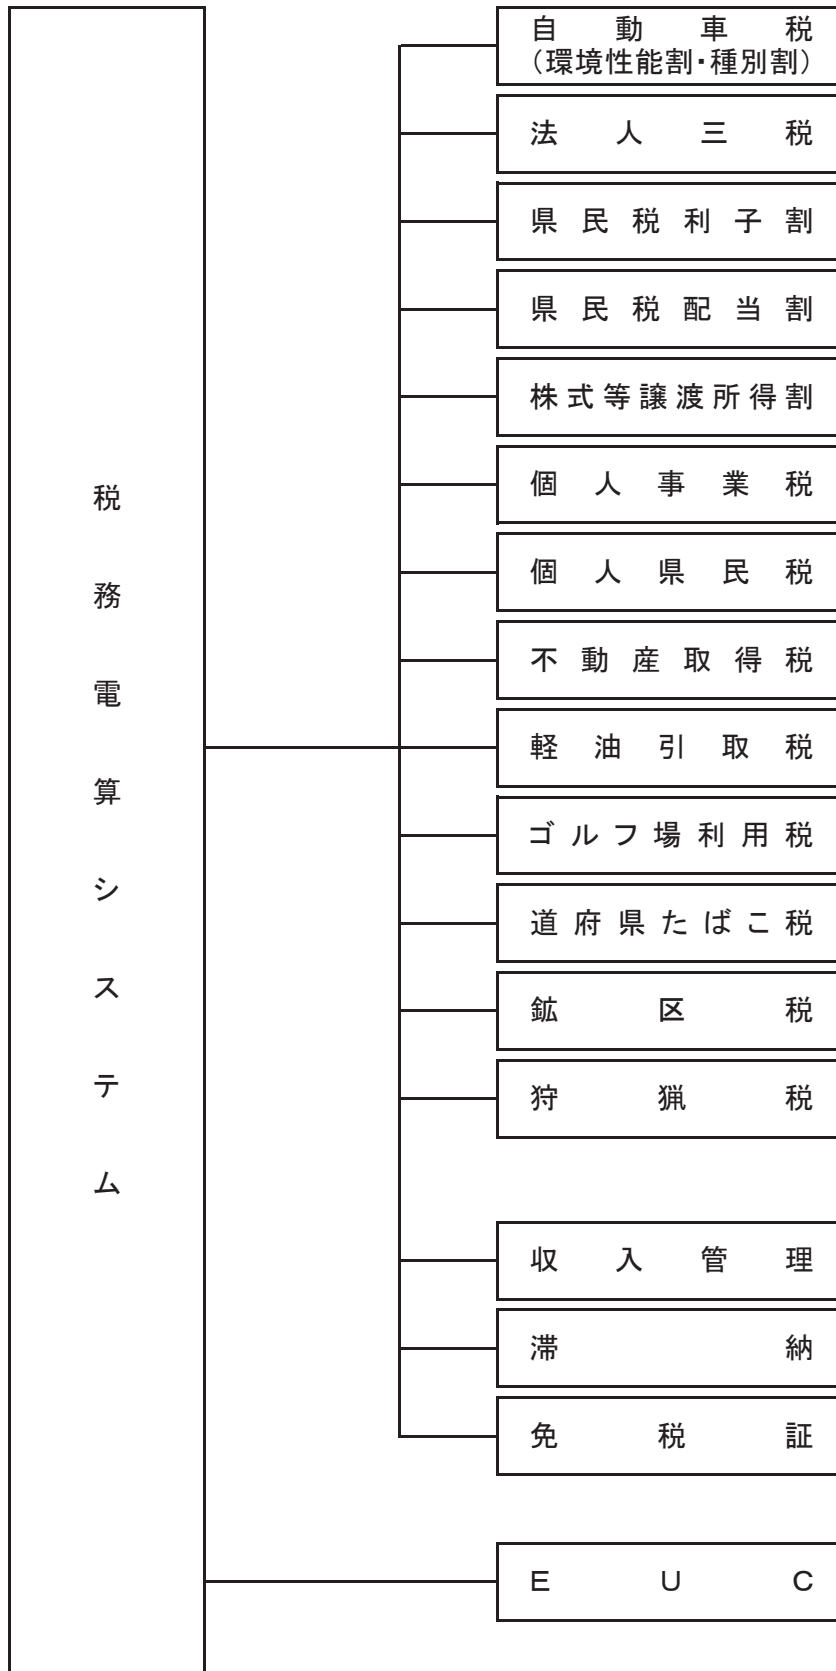 税務電算システム
自動車税
（環境性能割・種別割）
法人三税
県民税利子割
県民税配当割
株式等譲渡所得割
個人事業税
個人県民税
不動産取得税
軽油引取税
ゴルフ場利用税
道府県たばこ税
鉱区税
狩猟税
収入管理
滞納
免税証
ＥＵＣ